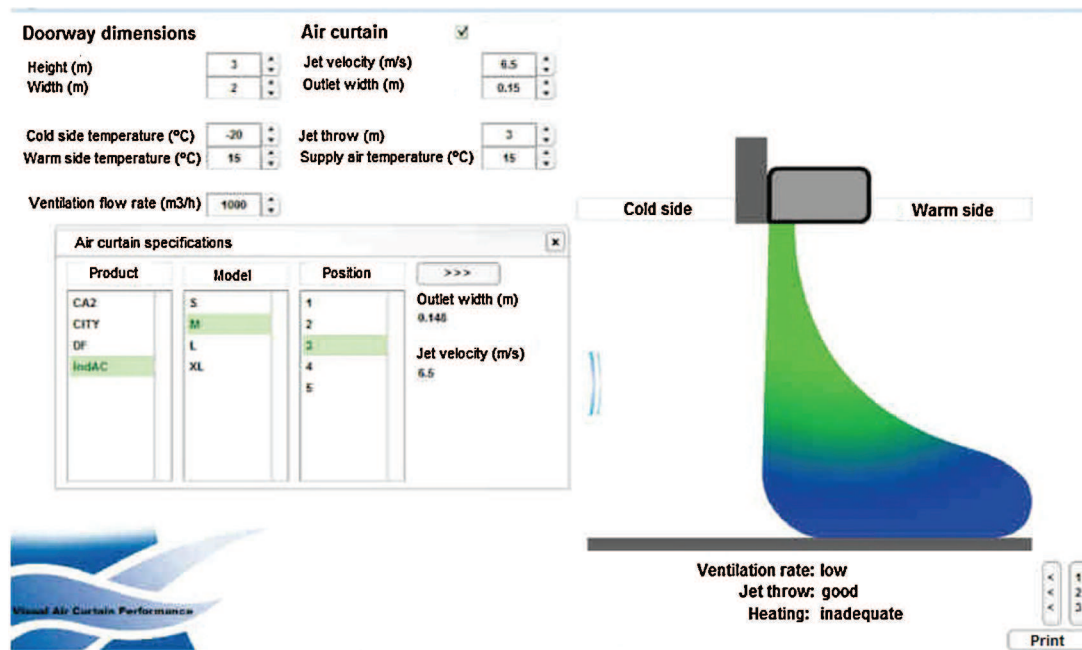 Doorway dimensions
Air curtain
Height (m) 3
Width (m) 2
Jet velocity (m/s) 6.5
Outlet width (m) 0.15
Cold side temperature (°C) -20
Warm side temperature (°C) 15
Jet throw (m) 3
Supply air temperature (°C) 15
Ventilation flow rate (m3/h) 1000
Air curtain specifications
x
Product
CA2
CITY
DF
IndAC
Model
S
M
L
XL
Position
1
2
3
4
5
>>>
Outlet width (m)
0.145
Jet velocity (m/s)
6.5
Cold side
Warm side
Ventilation rate: low
Jet throw: good
Heating: inadequate
< 1
< 2
< 3
Print
Visual Air Curtain Performance